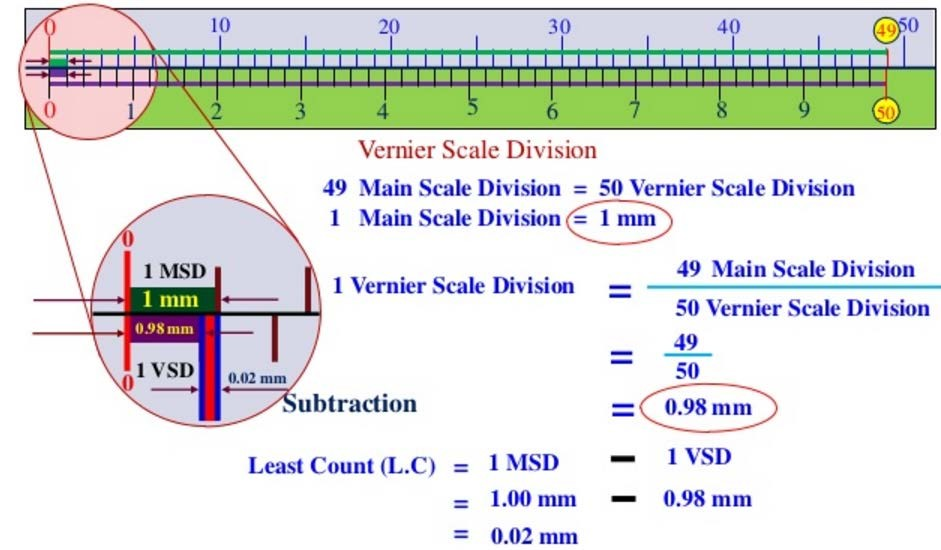 0 10 20 30 40 49 50
0 1 2 3 4 5 6 7 8 9 50
Vernier Scale Division
49 Main Scale Division = 50 Vernier Scale Division
1 Main Scale Division = 1 mm
0
1 MSD
1 mm
0.98 mm
1 VSD
0.02 mm
0
Subtraction
1 Vernier Scale Division = 49 Main Scale Division
50 Vernier Scale Division
= 49
50
= 0.98 mm
Least Count (L.C) = 1 MSD − 1 VSD
= 1.00 mm − 0.98 mm
= 0.02 mm